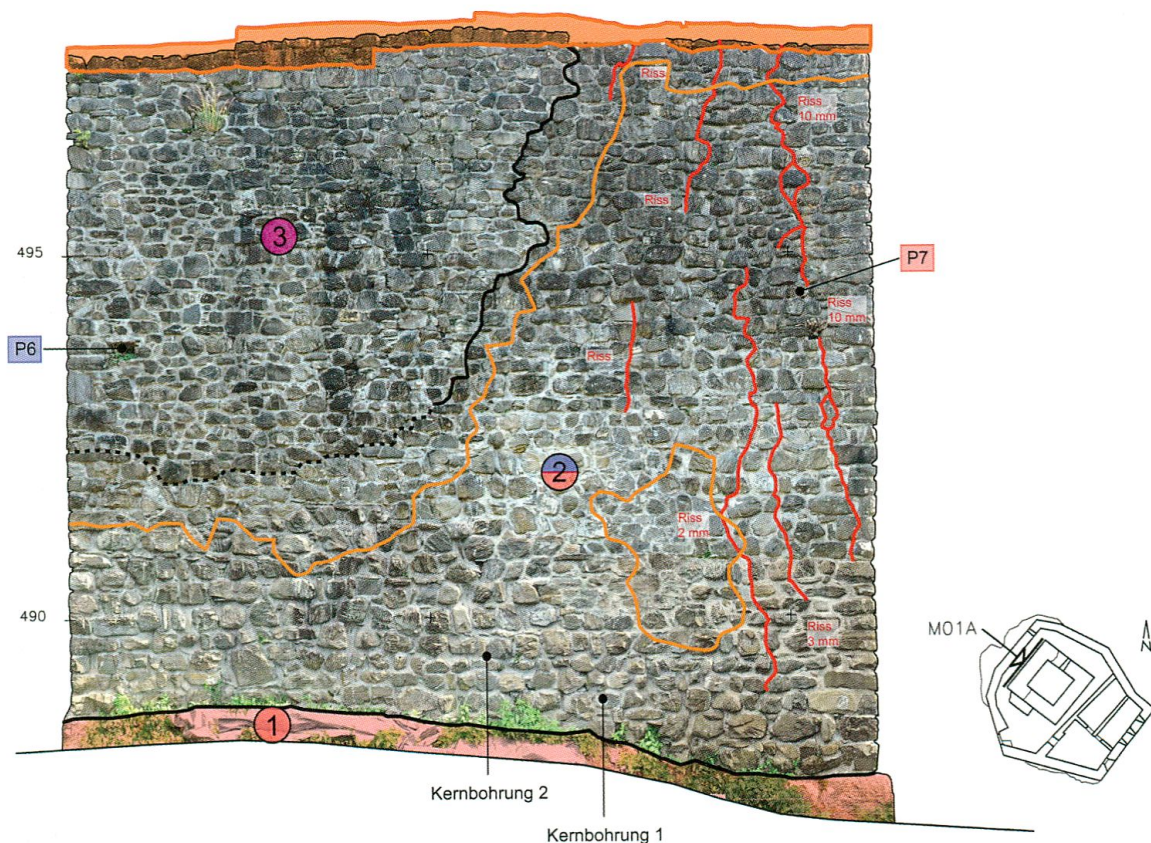 Riss
Riss
10 mm
Riss
3
495
P7
Riss
10 mm
P6
Riss
2
Riss
2 mm
490
Riss
3 mm
M01A
N
1
Kernbohrung 2
Kernbohrung 1